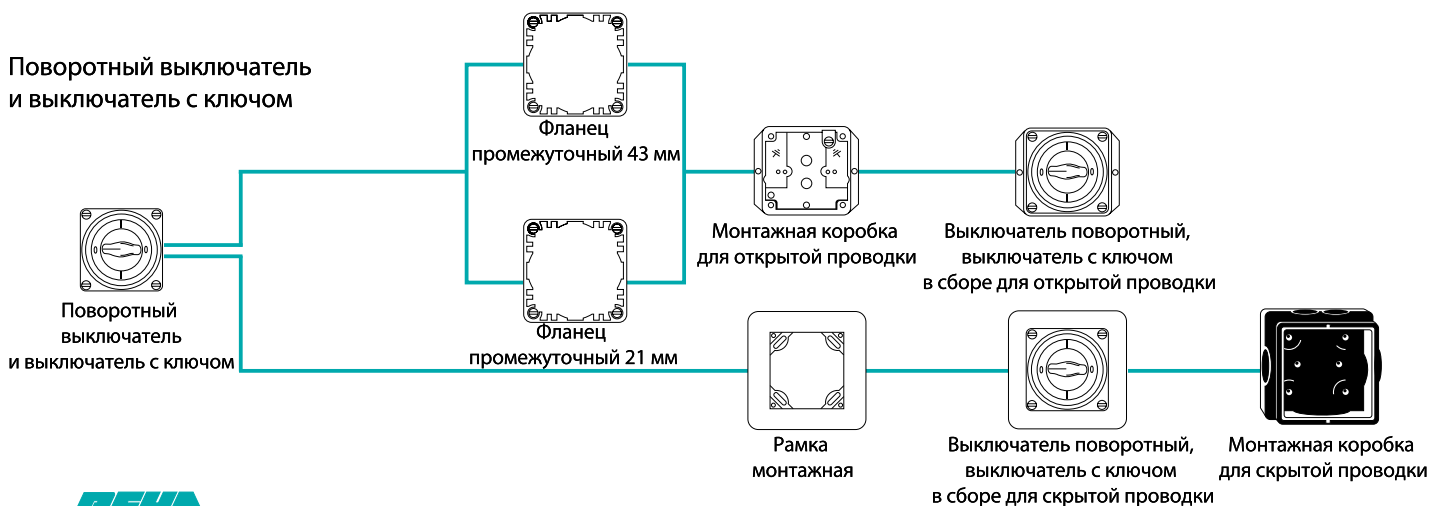 Поворотный выключатель
и выключатель с ключом
Фланец
промежуточный 43 мм
Монтажная коробка
для открытой проводки
Выключатель поворотный,
выключатель с ключом
в сборе для открытой проводки
Поворотный
выключатель
и выключатель с ключом
Фланец
промежуточный 21 мм
Рамка
монтажная
Выключатель поворотный,
выключатель с ключом
в сборе для скрытой проводки
Монтажная коробка
для скрытой проводки